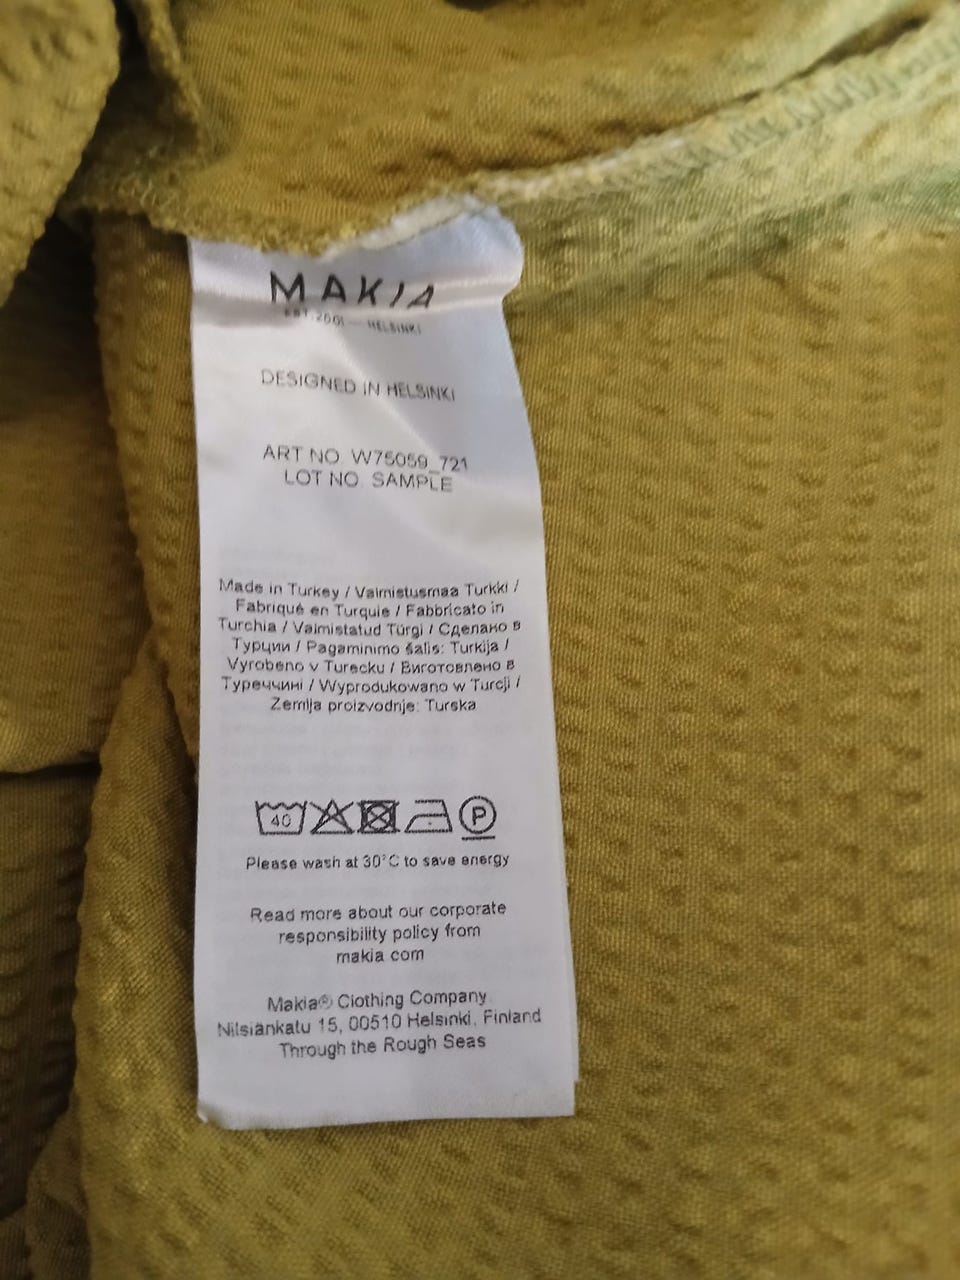 MAKIA
EST. 2001 — HELSINKI
DESIGNED IN HELSINKI
ART NO. W75059_721
LOT NO. SAMPLE
Made in Turkey / Valmistusmaa Turkki /
Fabriqué en Turquie / Fabbricato in
Turchia / Valmistatud Türgi / Сделано в
Турции / Pagaminimo šalis: Turkija /
Vyrobeno v Turecku / Виготовлено в
Туреччині / Wyprodukowano w Turcji /
Zemlja proizvodnje: Turska
40 P
Please wash at 30°C to save energy
Read more about our corporate
responsibility policy from
makia.com
Makia® Clothing Company
Nilsiänkatu 15, 00510 Helsinki, Finland
Through the Rough Seas